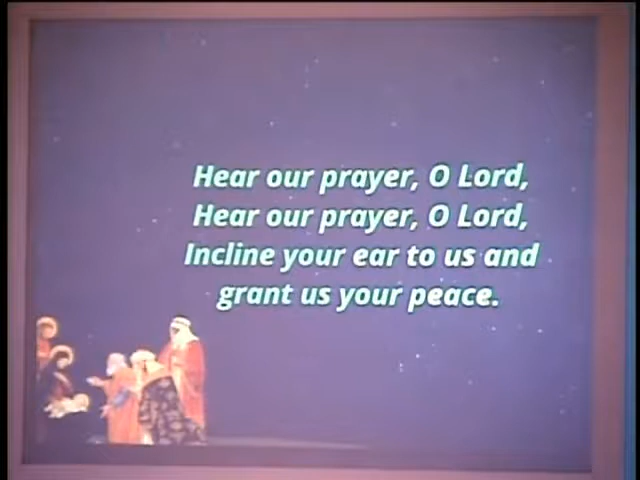 Hear our prayer, O Lord,
Hear our prayer, O Lord,
Incline your ear to us and
grant us your peace.